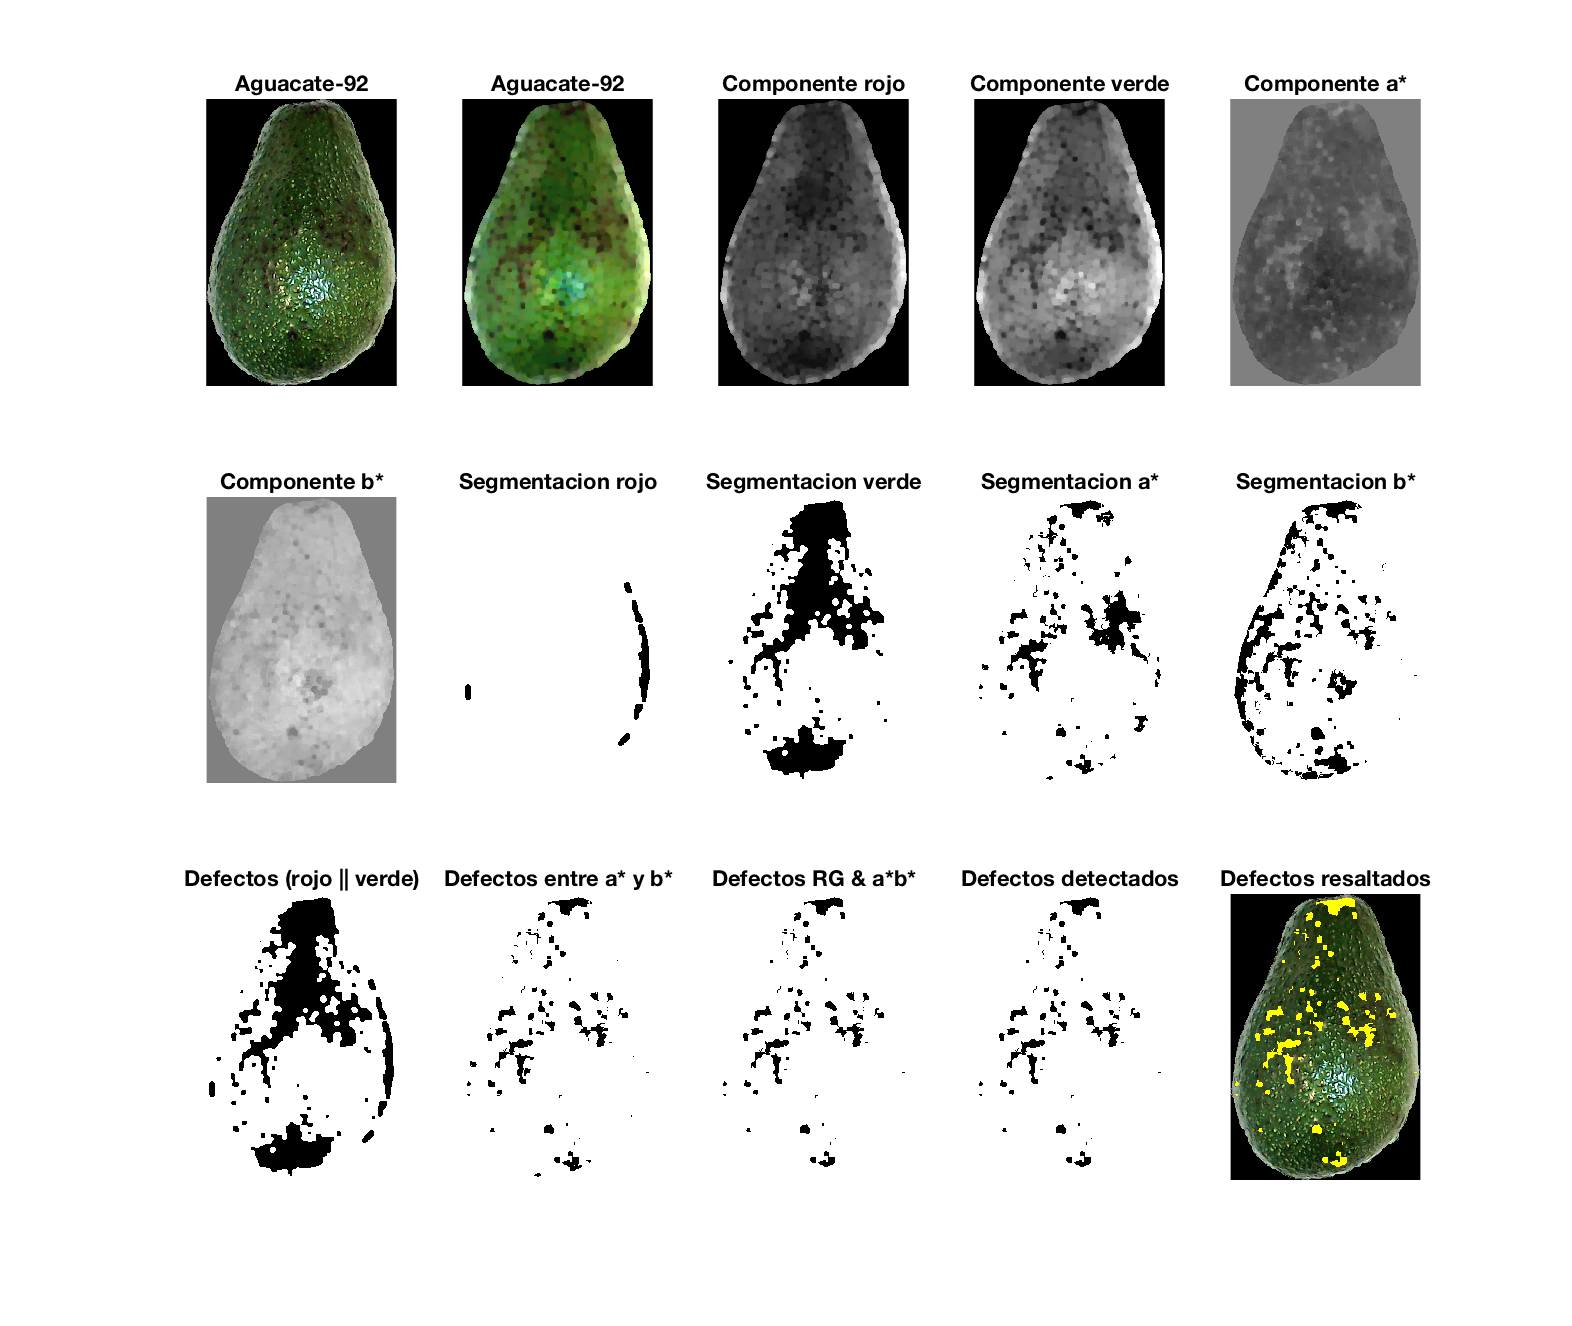 Aguacate-92
Aguacate-92
Componente rojo
Componente verde
Componente a*
Componente b*
Segmentacion rojo
Segmentacion verde
Segmentacion a*
Segmentacion b*
Defectos (rojo || verde)
Defectos entre a* y b*
Defectos RG & a*b*
Defectos detectados
Defectos resaltados